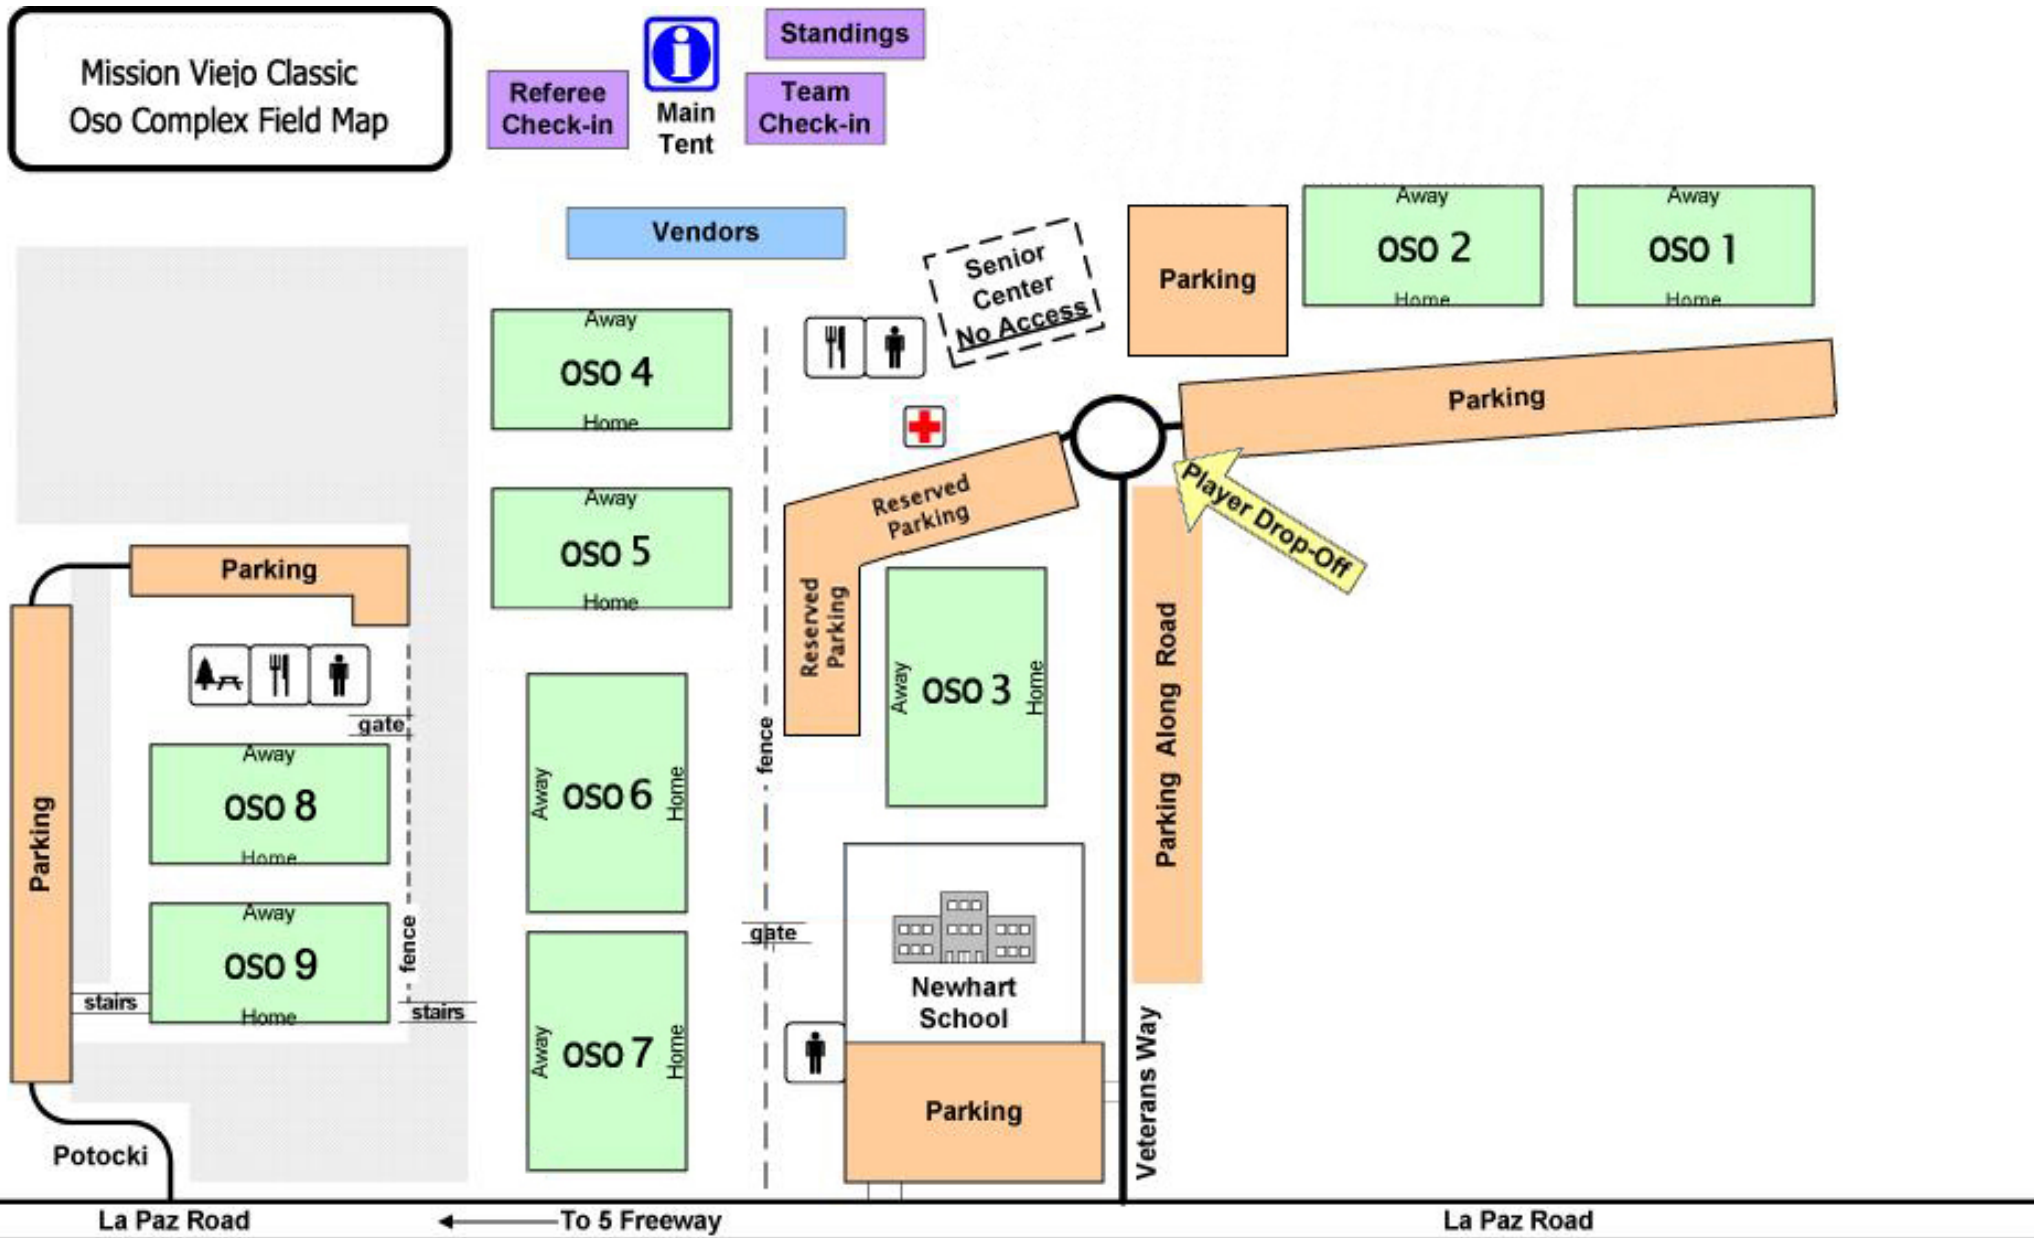 Mission Viejo Classic
Oso Complex Field Map
Referee
Check-in
i
Main
Tent
Standings
Team
Check-in
Vendors
Senior
Center
No Access
Parking
Away
OSO 2
Home
Away
OSO 1
Home
Parking
Player Drop-Off
Away
OSO 4
Home
Away
OSO 5
Home
Reserved
Parking
Reserved
Parking
Away
OSO 3
Home
Parking Along Road
Parking
Parking
gate
Away
OSO 8
Home
Away
OSO 9
Home
fence
stairs
stairs
Away
OSO 6
Home
Away
OSO 7
Home
fence
gate
Newhart
School
Parking
Veterans Way
Potocki
La Paz Road
To 5 Freeway
La Paz Road